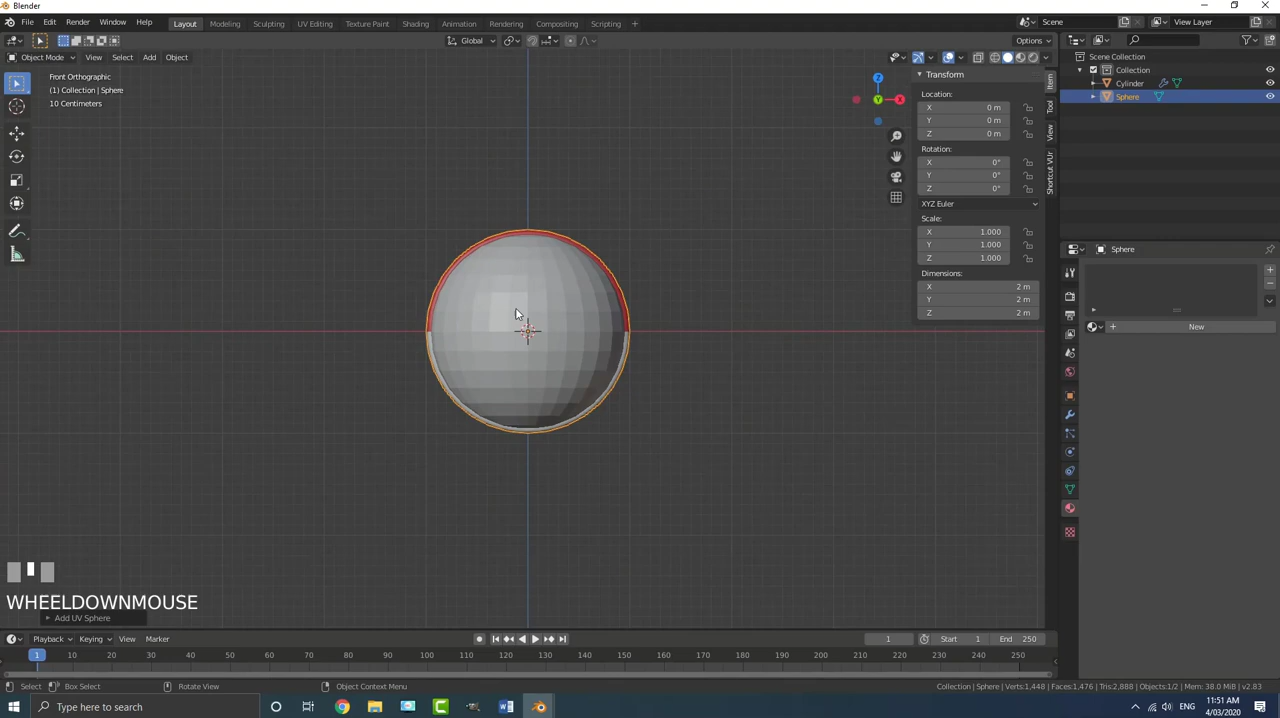 Blender
File Edit Render Window Help Layout Modeling Sculpting UV Editing Texture Paint Shading Animation Rendering Compositing Scripting + Scene View Layer
Global Options
Object Mode View Select Add Object
Front Orthographic
(1) Collection | Sphere
10 Centimeters
Z
Y
X
Transform
Location:
X 0 m
Y 0 m
Z 0 m
Rotation:
X 0°
Y 0°
Z 0°
XYZ Euler
Scale:
X 1.000
Y 1.000
Z 1.000
Dimensions:
X 2 m
Y 2 m
Z 2 m
Item
Tool
View
Shortcut VUr
Scene Collection
Collection
Cylinder
Sphere
Sphere
New
WHEELDOWNMOUSE
Add UV Sphere
Playback Keying View Marker 1 Start 1 End 250
1 10 20 30 40 50 60 70 80 90 100 110 120 130 140 150 160 170 180 190 200 210 220 230 240 250
Select Box Select Rotate View Object Context Menu Collection | Sphere | Verts:1,448 | Faces:1,476 | Tris:2,888 | Objects:1/2 | Mem: 38.0 MiB | v2.83
Type here to search ENG 11:51 AM
4/03/2020